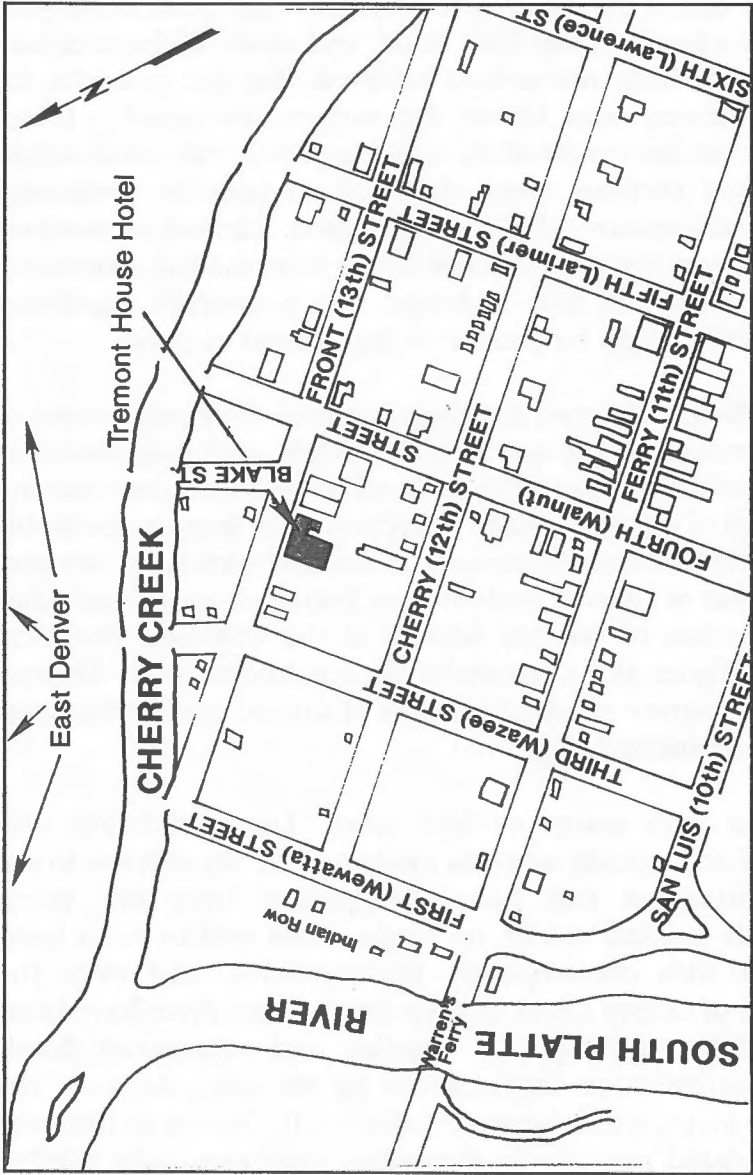 N
East Denver
Tremont House Hotel
CHERRY CREEK
BLAKE S
FRONT (13th) STREET
STREET
CHERRY (12th) STREET
FERRY (11th) STREET
SAN LUIS (10th) STREET
FIRST (Wewatta) STREET
THIRD (Wazee) STREET
FOURTH (Walnut)
FIFTH (Larimer) STREET
SIXTH (Lawrence) ST
Indian Row
Warren's
Ferry
SOUTH PLATTE
RIVER